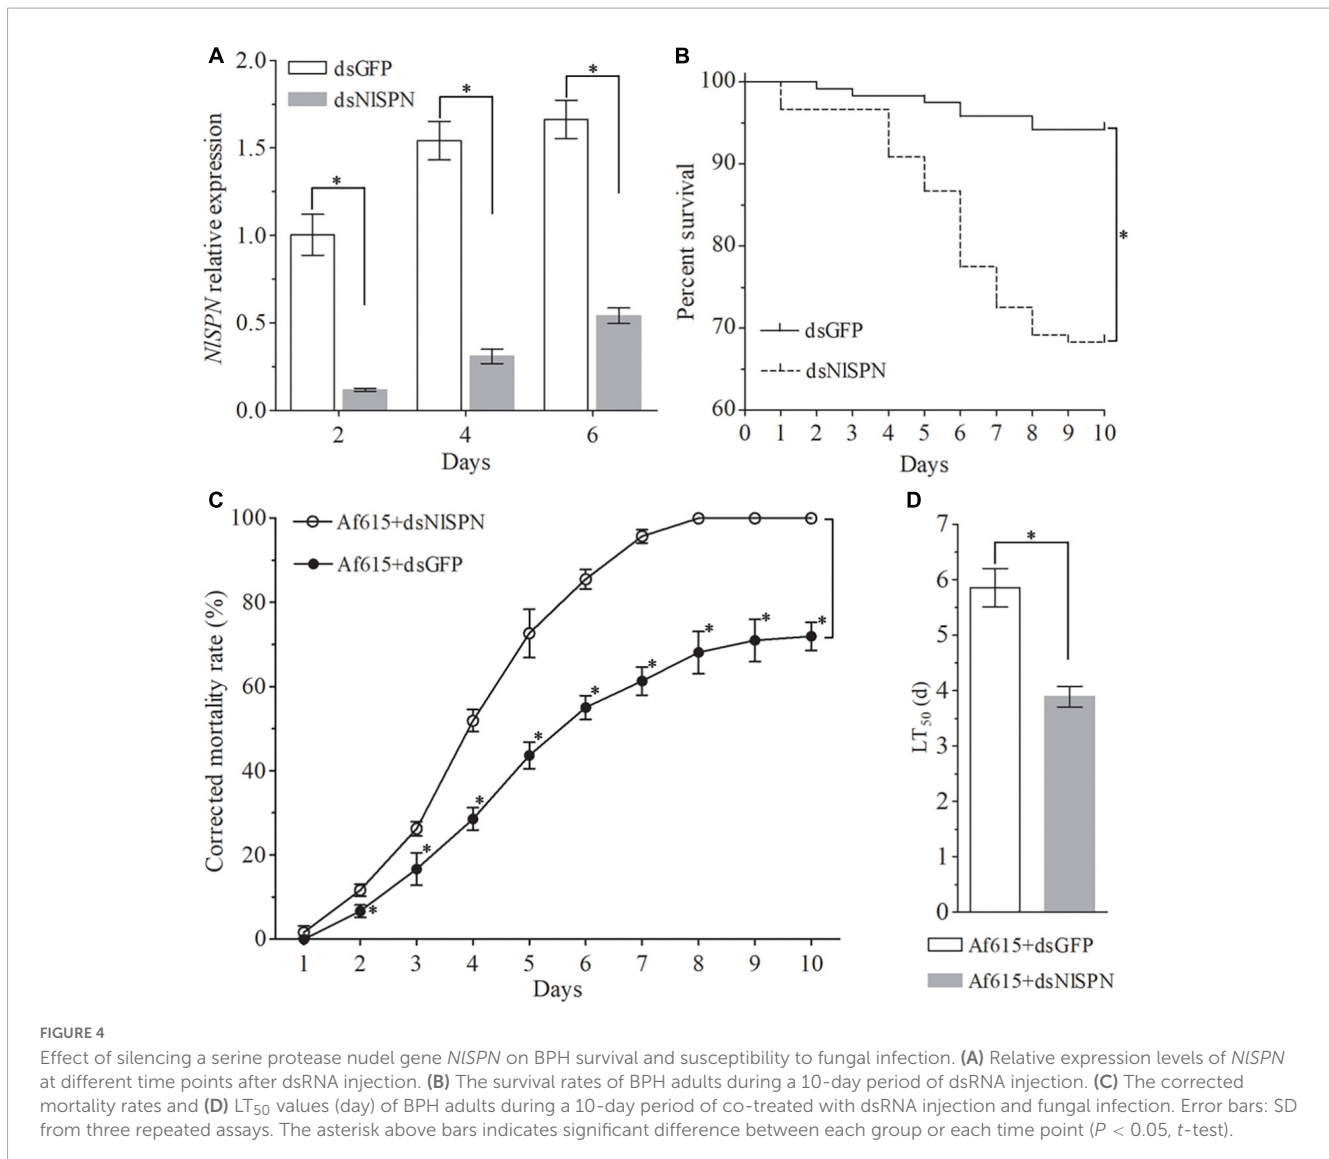 A
dsGFP
dsNlSPN
2.0
1.5
1.0
0.5
0.0
NlSPN relative expression
*
*
*
2 4 6
Days
B
100
90
80
70
60
Percent survival
dsGFP
dsNlSPN
*
0 1 2 3 4 5 6 7 8 9 10
Days
C
Af615+dsNlSPN
Af615+dsGFP
100
80
60
40
20
0
Corrected mortality rate (%)
* * * * * * * * *
1 2 3 4 5 6 7 8 9 10
Days
D
7
6
5
4
3
2
1
0
LT50 (d)
*
Af615+dsGFP
Af615+dsNlSPN
FIGURE 4
Effect of silencing a serine protease nudel gene NlSPN on BPH survival and susceptibility to fungal infection. (A) Relative expression levels of NlSPN
at different time points after dsRNA injection. (B) The survival rates of BPH adults during a 10-day period of dsRNA injection. (C) The corrected
mortality rates and (D) LT50 values (day) of BPH adults during a 10-day period of co-treated with dsRNA injection and fungal infection. Error bars: SD
from three repeated assays. The asterisk above bars indicates significant difference between each group or each time point (P < 0.05, t-test).